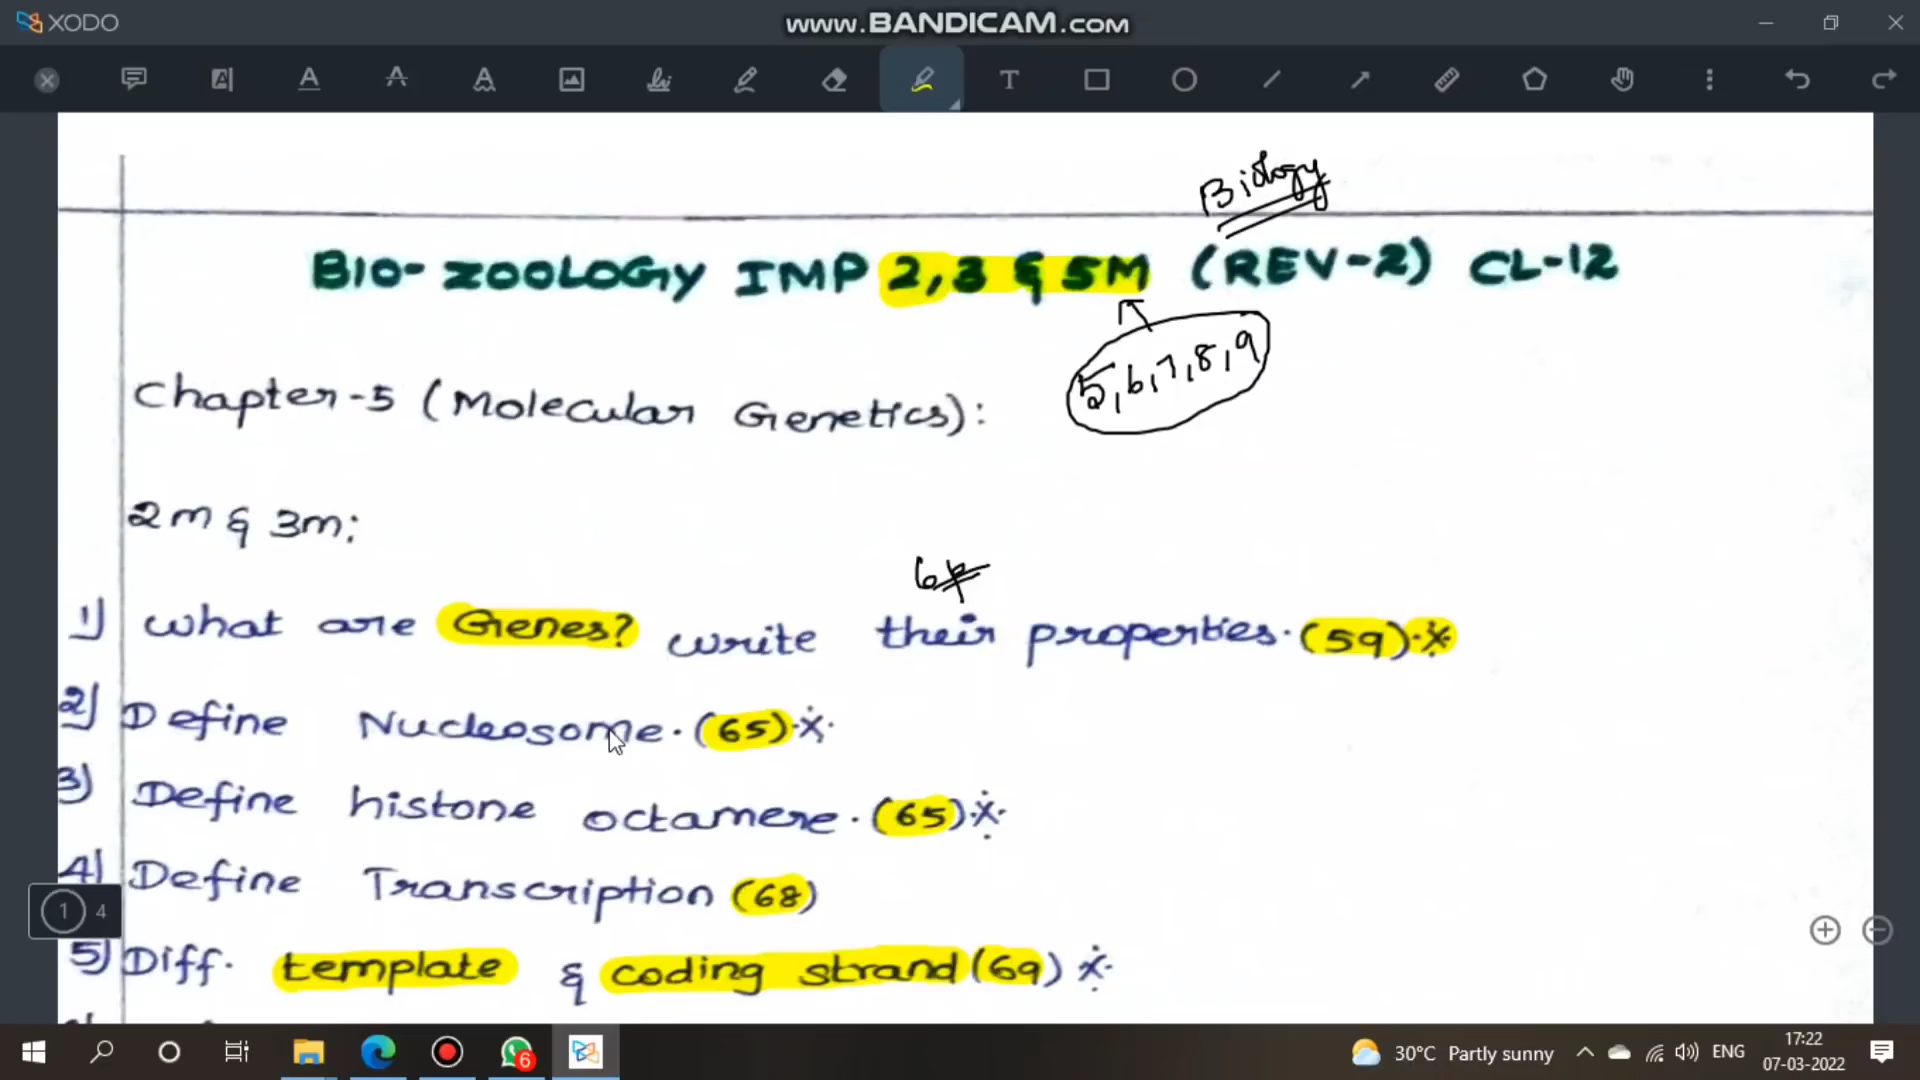 XODO
www.BANDICAM.com
Biology
BIO-ZOOLOGY IMP 2,3 & 5M (REV-2) CL-12
5,6,7,8,9
Chapter-5 (Molecular Genetics):
2m & 3m:
1) What are Genes? write their properties. (59)
2) Define Nucleosome. (65)
3) Define histone octamere. (65)
4) Define Transcription (68)
5) Diff. template & coding strand (69)
1 4
6
30°C Partly sunny
ENG
17:22
07-03-2022